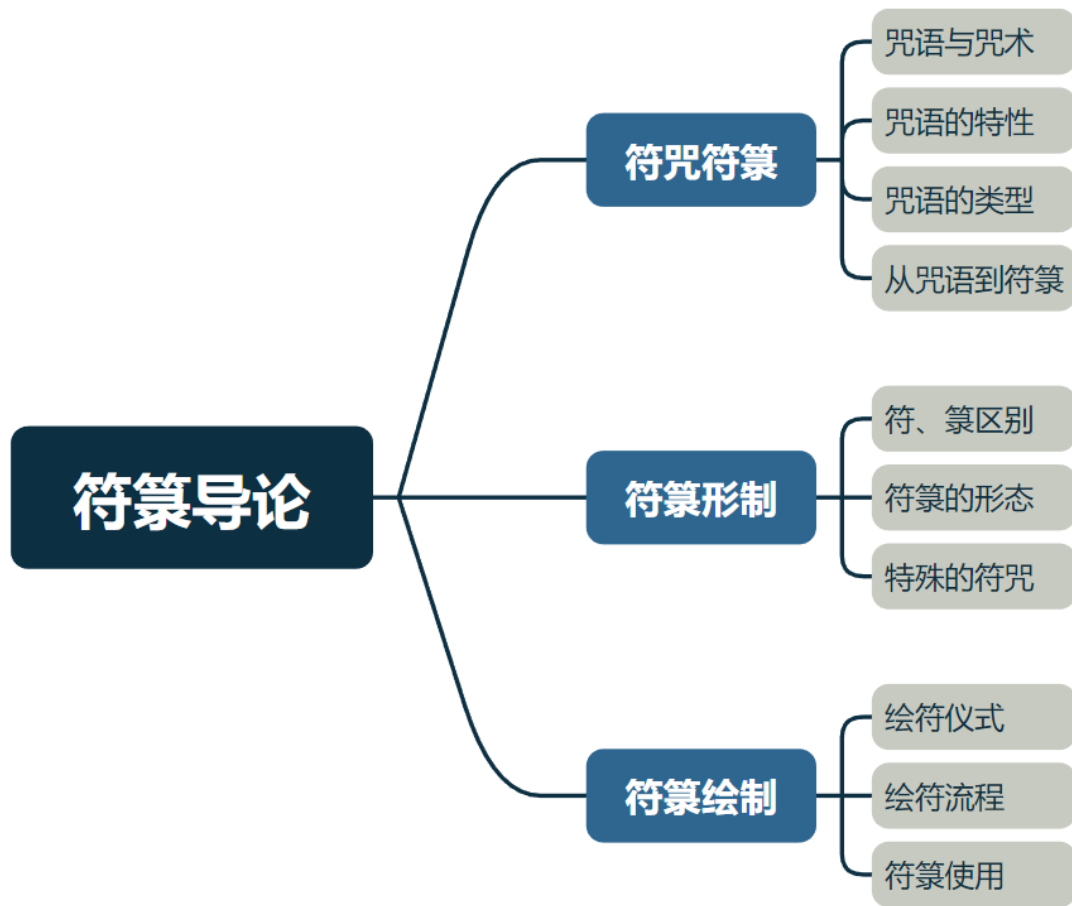 符箓导论
符咒符箓
咒语与咒术
咒语的特性
咒语的类型
从咒语到符箓
符箓形制
符、箓区别
符箓的形态
特殊的符咒
符箓绘制
绘符仪式
绘符流程
符箓使用